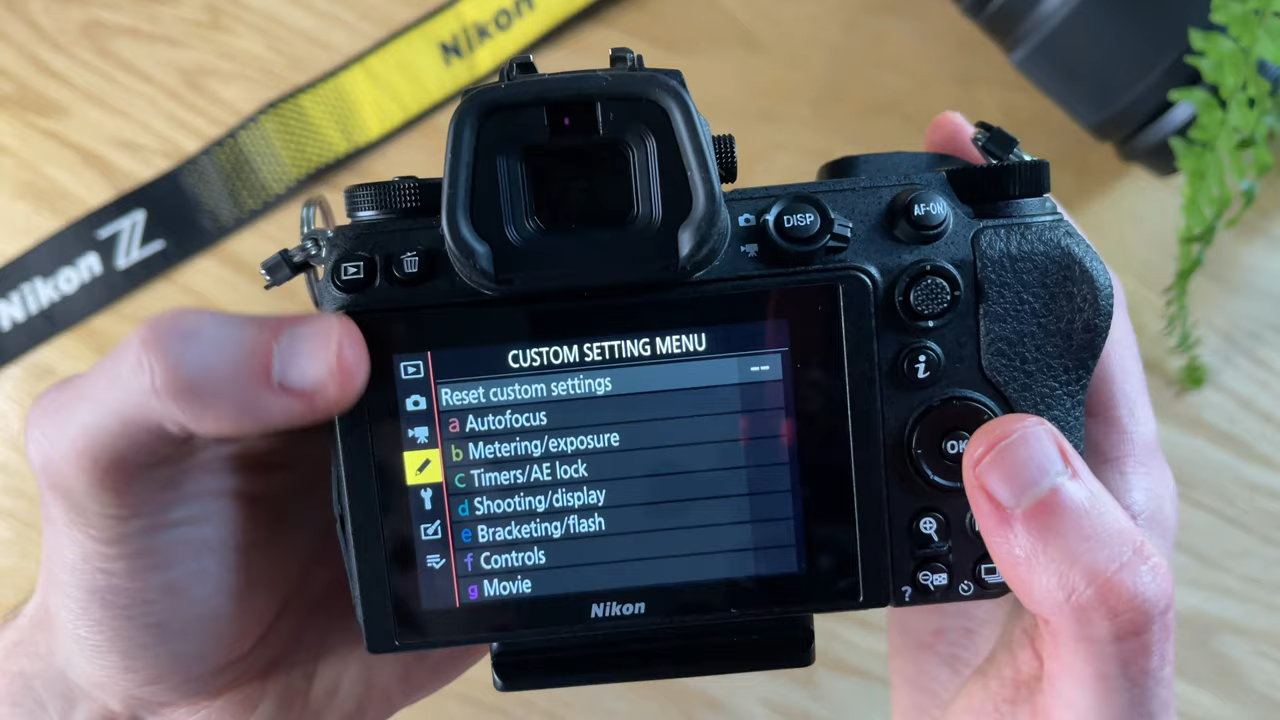 Nikon
Nikon Z
DISP
AF-ON
i
OK
CUSTOM SETTING MENU
Reset custom settings --
a Autofocus
b Metering/exposure
c Timers/AE lock
d Shooting/display
e Bracketing/flash
f Controls
g Movie
?
Nikon